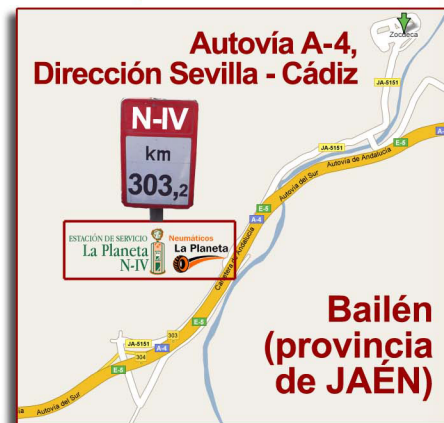 Autovía A-4,
Dirección Sevilla - Cádiz
Zocueca
JA-5151
N-IV
km
303,2
JA-5151
A-4
E-5
Autovía de Andalucía
Autovía del Sur
E-5
A-4
ESTACIÓN DE SERVICIO
La Planeta
N-IV
Neumáticos
La Planeta
Carretera de Andalucía
Bailén
(provincia
de JAÉN)
E-5
303
JA-5151
A-4
304
E-5
Autovía del Sur